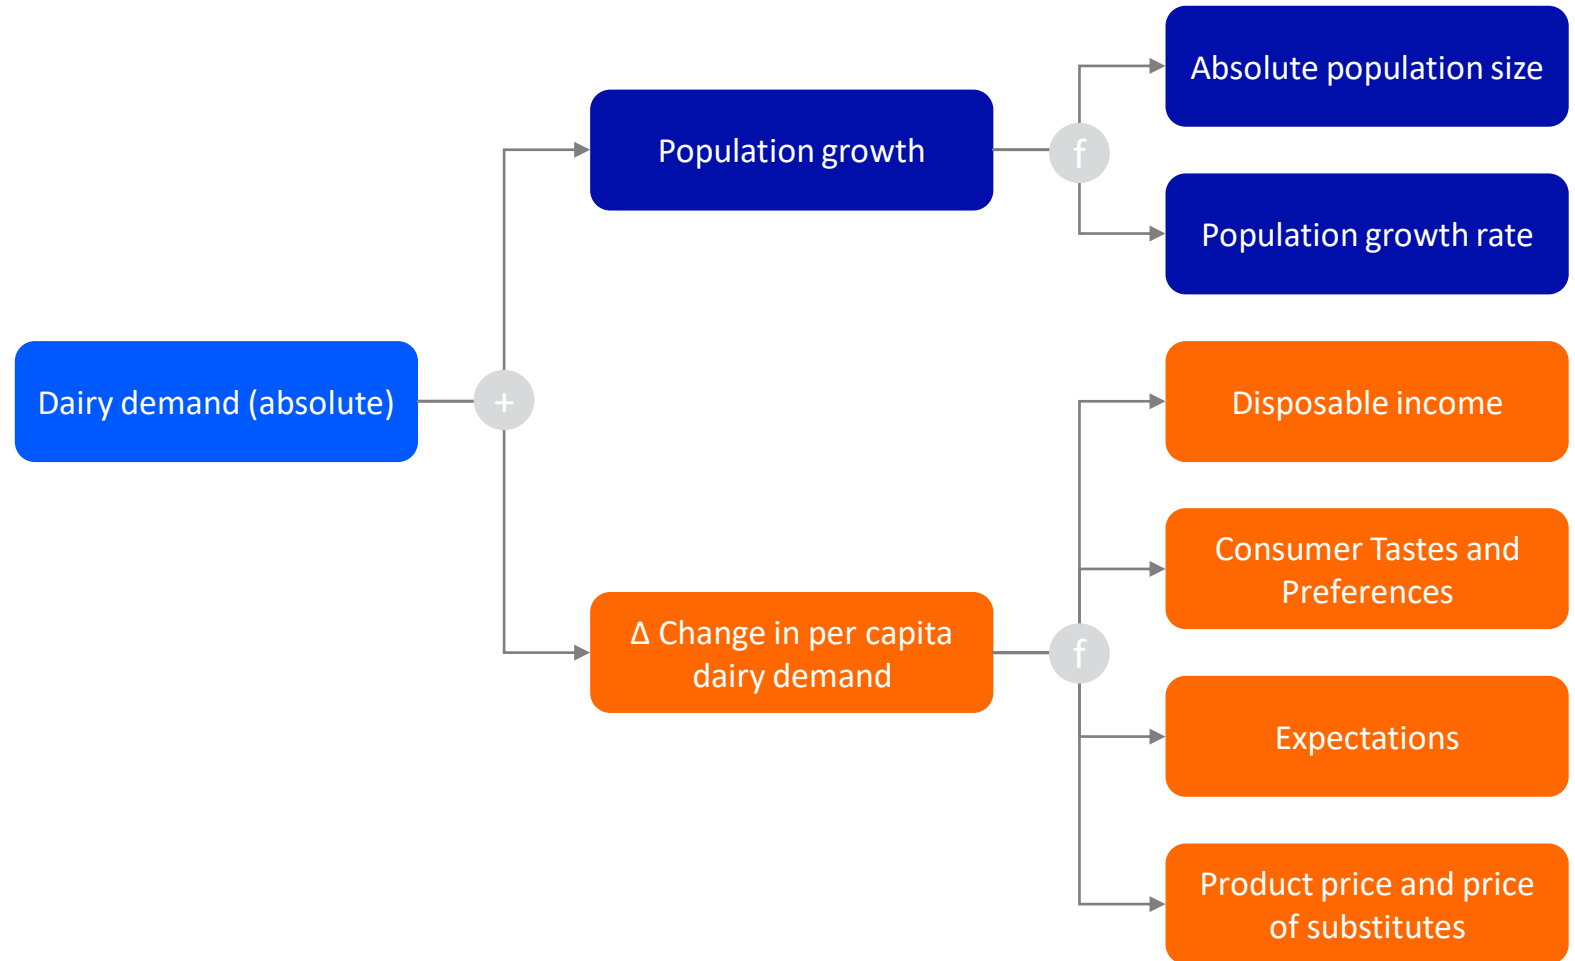 Absolute population size
Population growth
f
Population growth rate
Dairy demand (absolute)
+
Disposable income
Consumer Tastes and
Preferences
Δ Change in per capita
dairy demand
f
Expectations
Product price and price
of substitutes